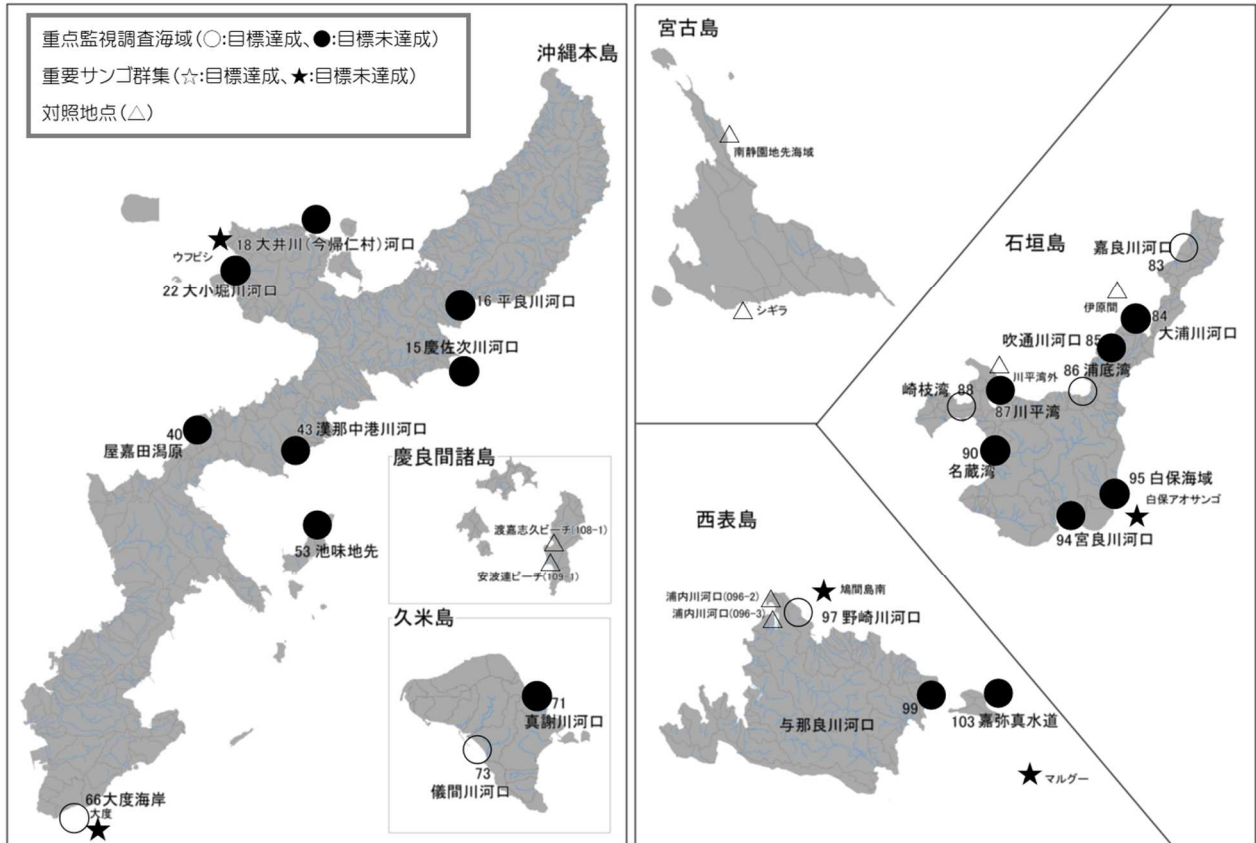 重点監視調査海域(○:目標達成、●:目標未達成)
重要サンゴ群集(☆:目標達成、★:目標未達成)
対照地点(△)
沖縄本島
18 大井川(今帰仁村)河口
ウフビシ
22 大小堀川河口
16 平良川河口
15 慶佐次川河口
40
屋嘉田潟原
43 漢那中港川河口
53 池味地先
66 大度海岸
大度
慶良間諸島
渡嘉志久ビーチ(108-1)
安波連ビーチ(109-1)
久米島
71
真謝川河口
73
儀間川河口
宮古島
南静園地先海域
シギラ
石垣島
嘉良川河口
83
伊原間
84
大浦川河口
吹通川河口 85
86 浦底湾
川平湾外
崎枝湾 88
87 川平湾
90
名蔵湾
95 白保海域
白保アオサンゴ
94 宮良川河口
西表島
鳩間島南
浦内川河口(096-2)
浦内川河口(096-3)
97 野崎川河口
99
与那良川河口
103 嘉弥真水道
マルグー